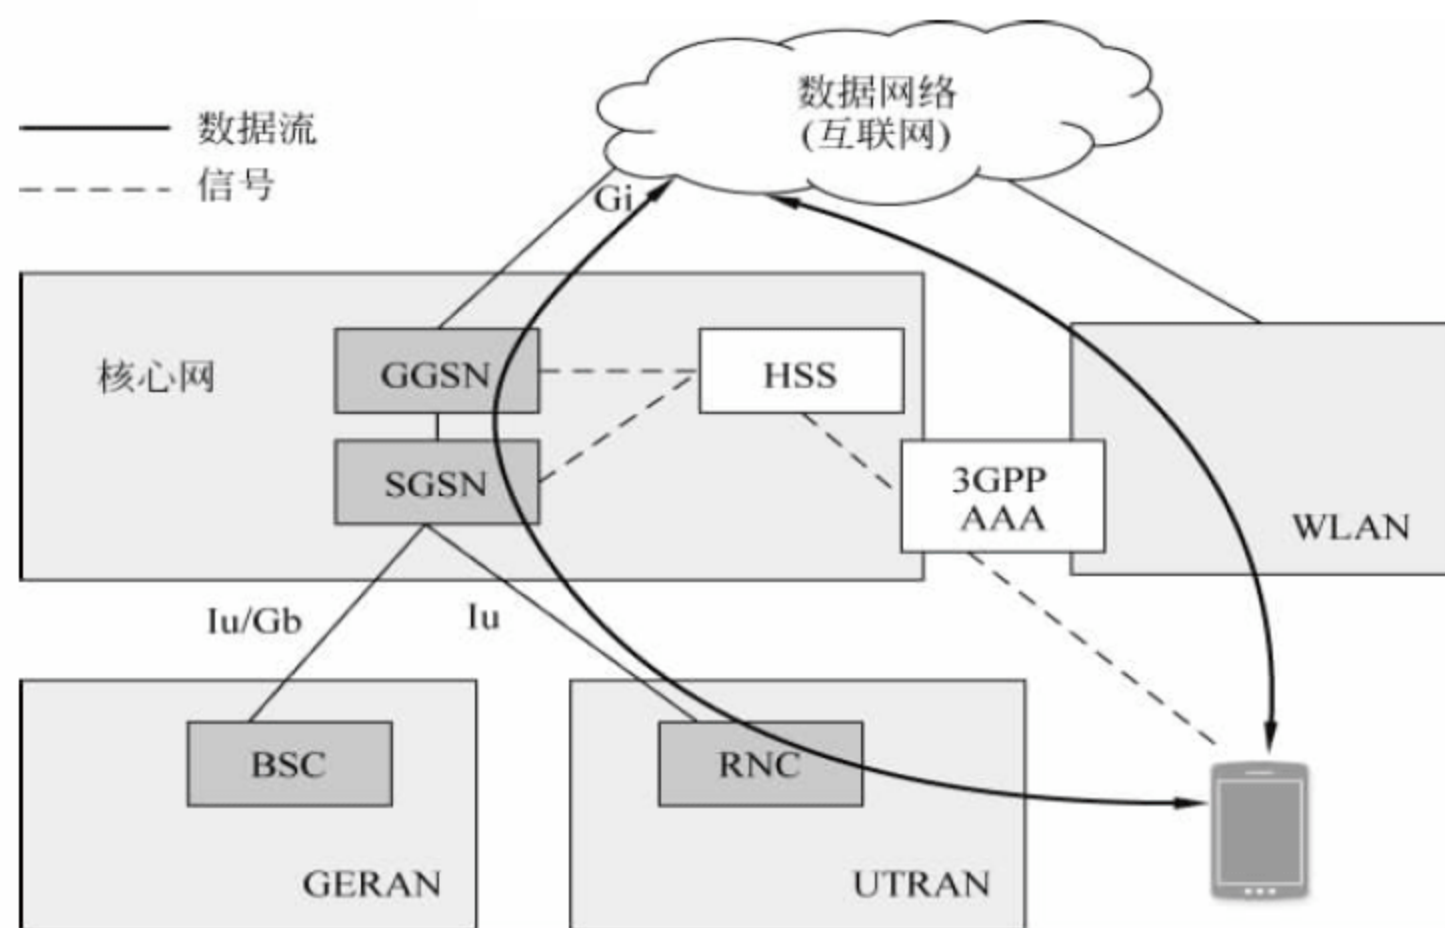 数据网络
(互联网)
数据流
信号
Gi
核心网
GGSN
HSS
SGSN
3GPP
AAA
WLAN
Iu/Gb
Iu
BSC
RNC
GERAN
UTRAN